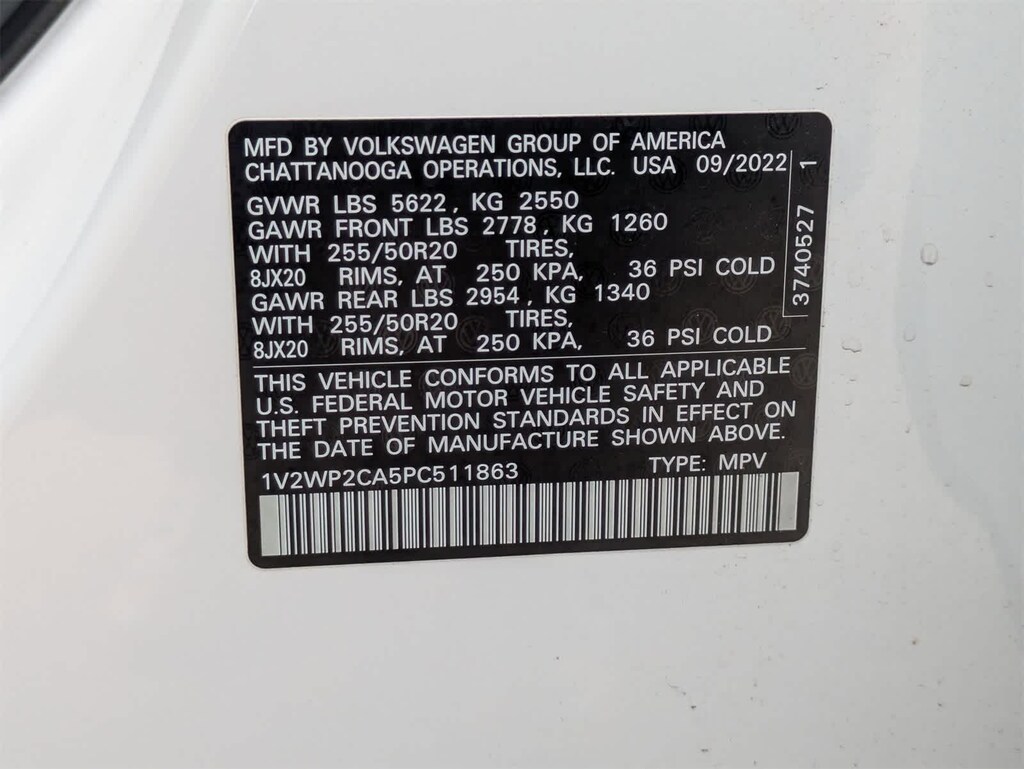 MFD BY VOLKSWAGEN GROUP OF AMERICA
CHATTANOOGA OPERATIONS, LLC. USA 09/2022
GVWR LBS 5622, KG 2550
GAWR FRONT LBS 2778, KG 1260
WITH 255/50R20 TIRES,
8JX20 RIMS, AT 250 KPA, 36 PSI COLD
GAWR REAR LBS 2954, KG 1340
WITH 255/50R20 TIRES,
8JX20 RIMS, AT 250 KPA, 36 PSI COLD
3740527 1
THIS VEHICLE CONFORMS TO ALL APPLICABLE
U.S. FEDERAL MOTOR VEHICLE SAFETY AND
THEFT PREVENTION STANDARDS IN EFFECT ON
THE DATE OF MANUFACTURE SHOWN ABOVE.
1V2WP2CA5PC511863 TYPE: MPV